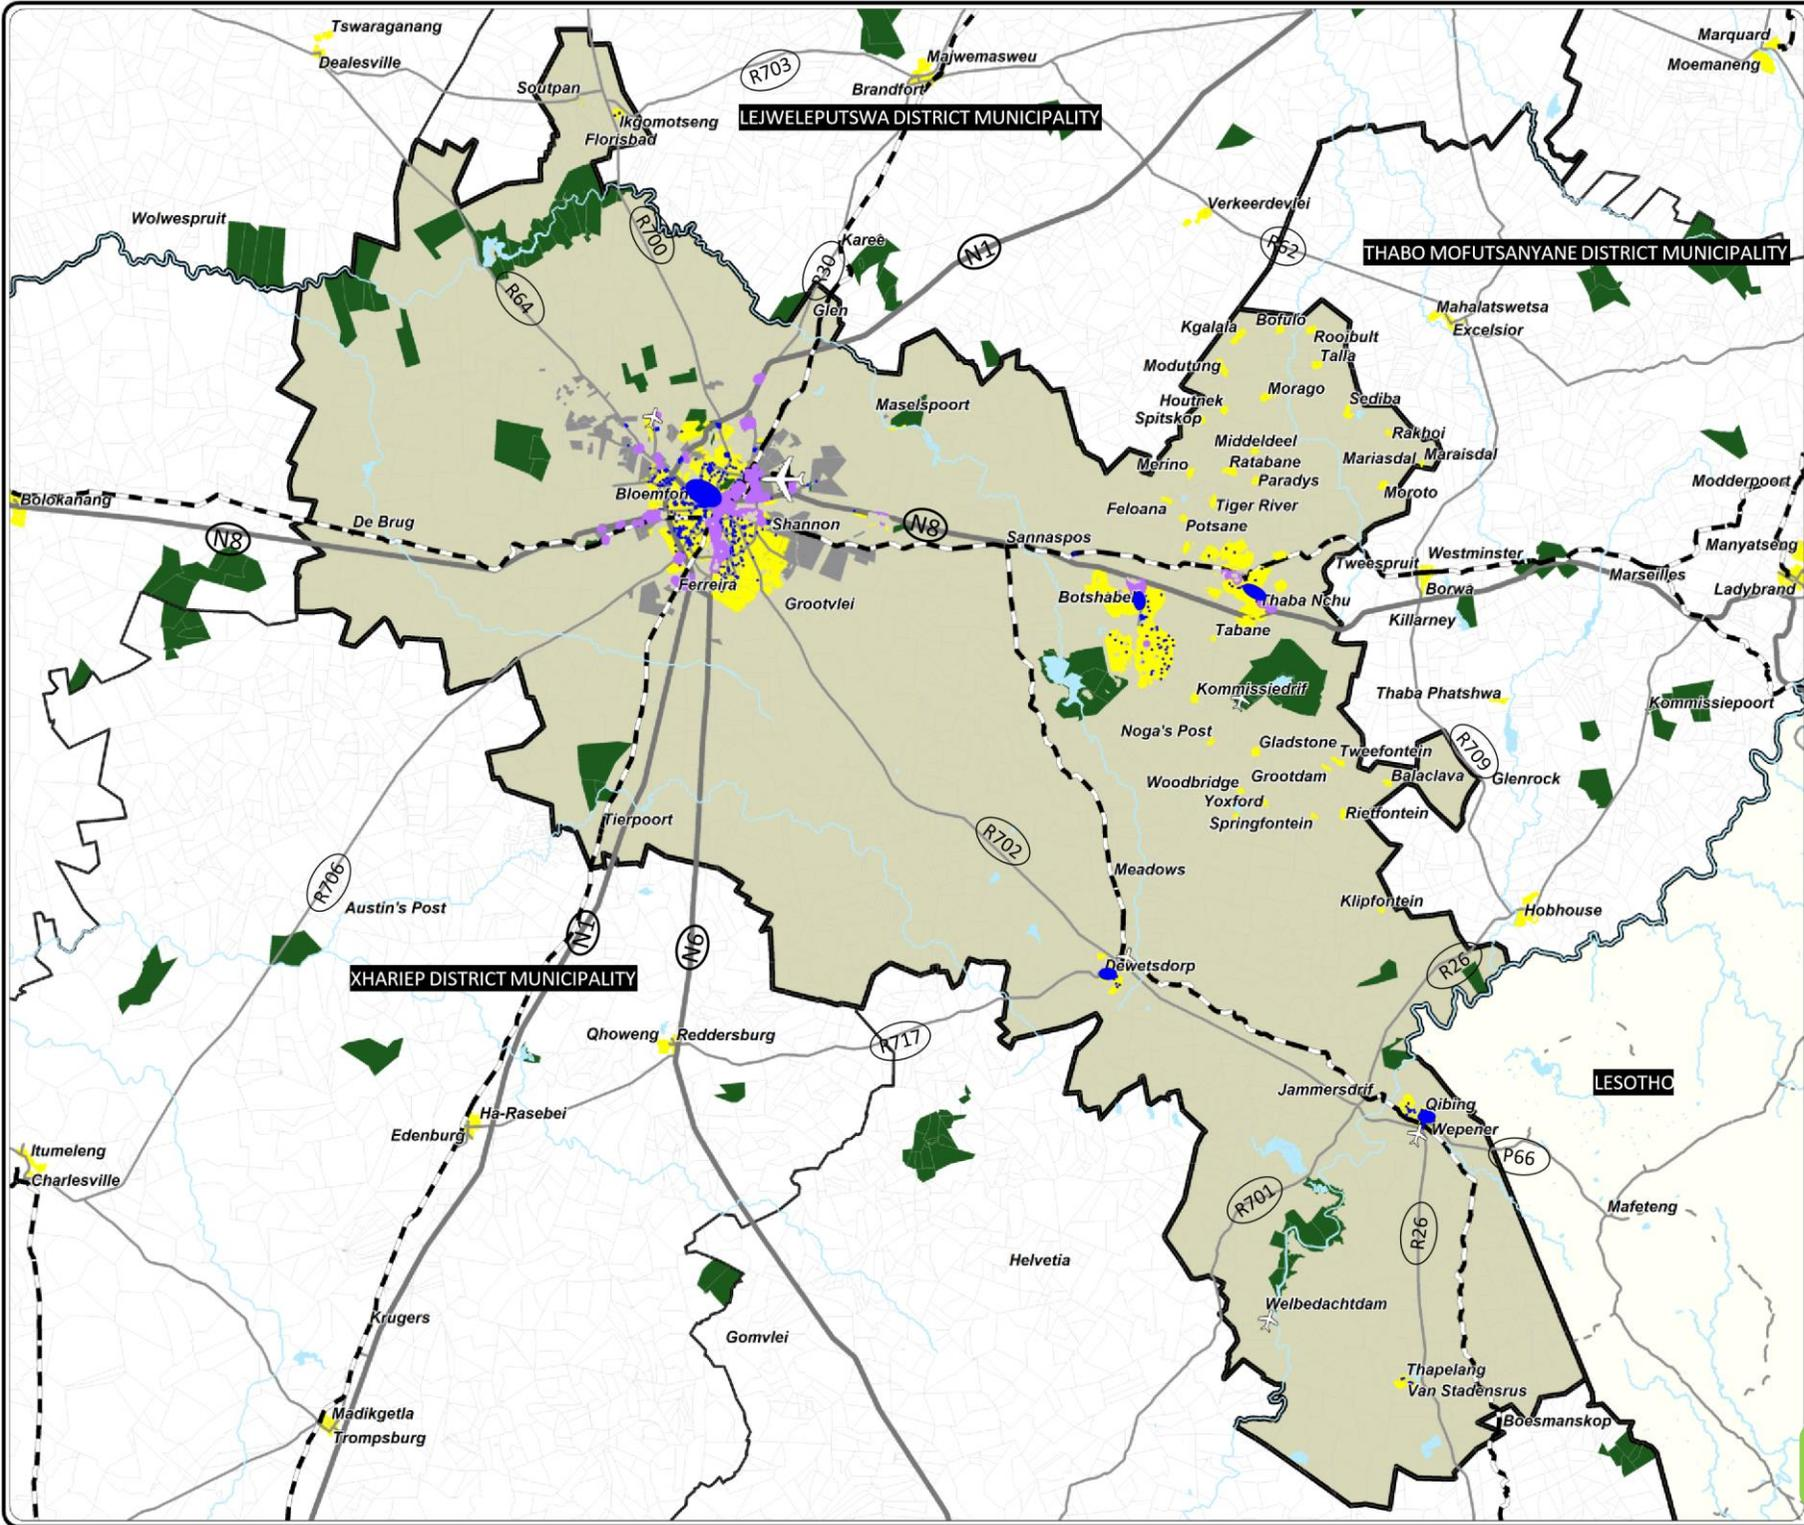 Tswaraganang
Dealesville
Soutpan
Ikgomotseng
Florisbad
R703
Majwemasweu
Brandfort
LEJWELEPUTSWA DISTRICT MUNICIPALITY
Marquard
Moemaneng
Wolwespruit
R700
R64
R30
Karee
N1
Glen
Verkeerdevlei
R62
THABO MOFUTSANYANE DISTRICT MUNICIPALITY
Mahalatswetsa
Excelsior
Kgalala
Bofulo
Rooibult
Talla
Modutung
Morago
Houtnek
Spitskop
Sediba
Maselspoort
Middeldeel
Rakhoi
Merino
Ratabane
Mariasdal
Maraisdal
Paradys
Moroto
Feloana
Tiger River
Potsane
Modderpoort
Bolokanang
N8
De Brug
Bloemfon
Shannon
N8
Sannaspos
Ferreira
Grootvlei
Botshabel
Thaba Nchu
Tabane
Tweespruit
Westminster
Borwa
Killarney
Marseilles
Manyatseng
Ladybrand
Kommissiedrif
Thaba Phatshwa
Kommissiepoort
Noga's Post
Gladstone
Tweefontein
R709
Woodbridge
Grootdam
Balaclava
Glenrock
Yoxford
Springfontein
Rietfontein
Tierpoort
R702
Meadows
R706
Austin's Post
N1
N6
Klipfontein
Hobhouse
R26
XHARIEP DISTRICT MUNICIPALITY
Dewetsdorp
Qhoweng
Reddersburg
R717
Jammersdrif
LESOTHO
Qibing
Wepener
P66
Ha-Rasebei
Edenburg
Itumeleng
Charlesville
R701
R26
Mafeteng
Helvetia
Welbedachtdam
Krugers
Gomvlei
Thapelang
Van Stadensrus
Boesmanskop
Madikgetla
Trompsburg